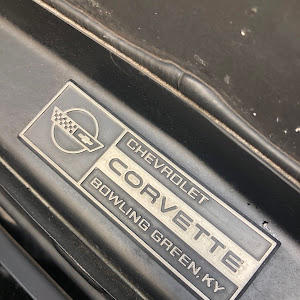 CHEVROLET
CORVETTE
BOWLING GREEN, KY